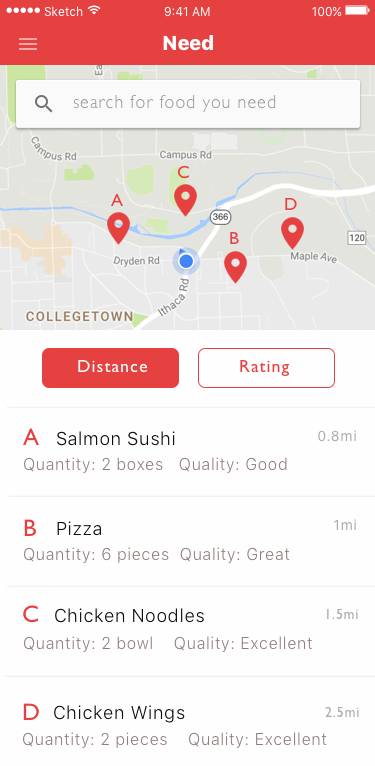 ●●●●● Sketch 9:41 AM 100%
Need
search for food you need
Campus Rd
Campus Rd
C
A
D
366
B
120
Dryden Rd
Maple Ave
Ithaca Rd
COLLEGETOWN
Distance Rating
A Salmon Sushi 0.8mi
Quantity: 2 boxes Quality: Good
B Pizza 1mi
Quantity: 6 pieces Quality: Great
C Chicken Noodles 1.5mi
Quantity: 2 bowl Quality: Excellent
D Chicken Wings 2.5mi
Quantity: 2 pieces Quality: Excellent